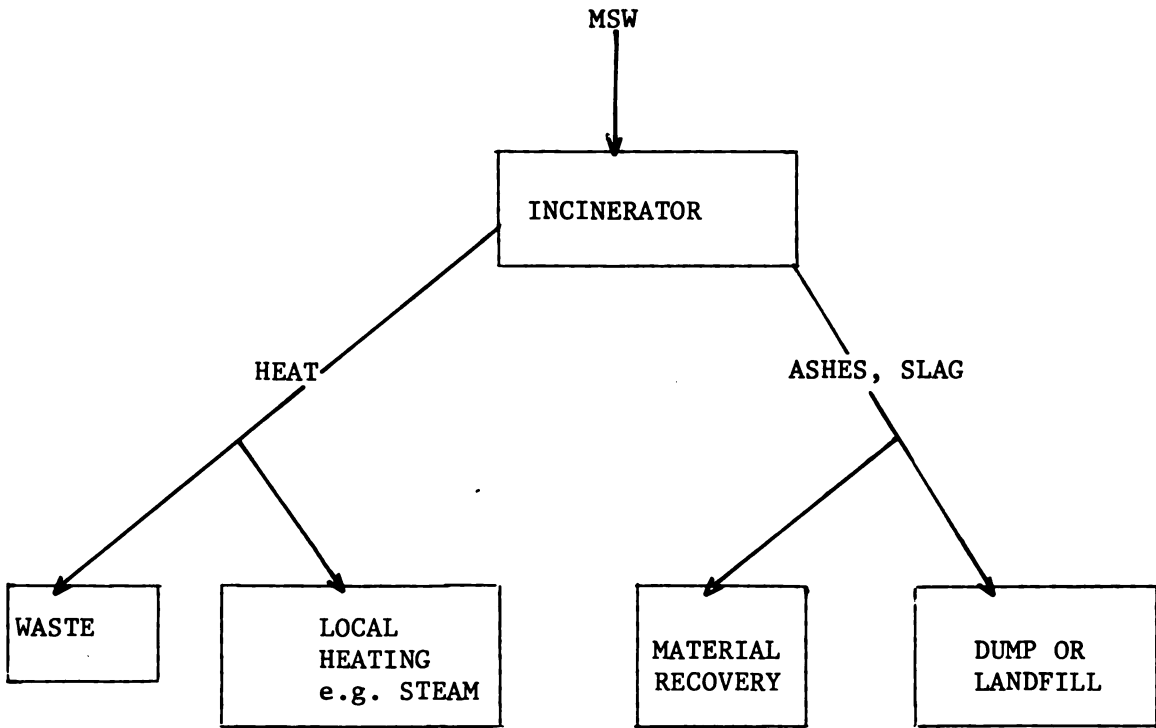 MSW
INCINERATOR
HEAT
ASHES, SLAG
WASTE
LOCAL
HEATING
e.g. STEAM
MATERIAL
RECOVERY
DUMP OR
LANDFILL